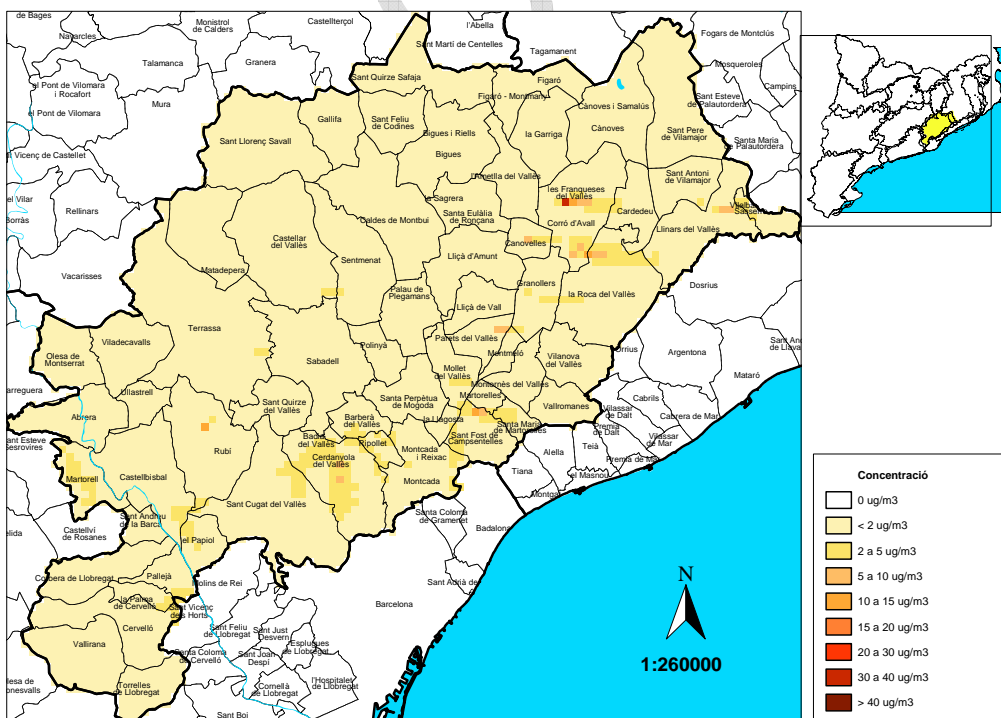 de Bages
Navarcles
Monistrol
de Calders
Castellterçol
l'Abella
Sant Martí de Centelles
Tagamanent
Fogars de Montclús
Talamanca
Granera
Mosqueroles
Campins
el Pont de Vilomara
i Rocafort
Mura
el Pont de Vilomara
Sant Quirze Safaja
Figaró
Figaró - Montmany
Cànoves i Samalús
Sant Esteve
de Palautordera
Gallifa
Sant Feliu
de Codines
Bigues i Riells
la Garriga
Cànoves
Sant Pere
de Vilamajor
Santa Maria
de Palautordera
Sant Llorenç Savall
Bigues
Vicenç de Castellet
L'Ametlla del Vallès
Sant Antoni
de Vilamajor
el Vilar
Rellinars
la Sagrera
les Franqueses
del Vallès
Borràs
Caldes de Montbui
Santa Eulàlia
de Ronçana
Corró d'Avall
Cardedeu
Vilalba
Sasserra
Llinars del Vallès
Castellar
del Vallès
Canovelles
Sentmenat
Lliçà d'Amunt
Matadepera
Vacarisses
Palau de
Plegamans
Granollers
la Roca del Vallès
Dosrius
Lliçà de Vall
Terrassa
Viladecavalls
Polinyà
Parets del Vallès
Olesa de
Montserrat
Sabadell
Montmeló
Vilanova
del Vallès
Òrrius
Argentona
Sant An
de Llava
Mollet
del Vallès
Montornès del Vallès
Mataró
Ullastrell
Santa Perpètua
de Mogoda
Martorelles
Sant Quirze
del Vallès
Vallromanes
Cabrils
Abrera
Barberà
del Vallès
la Llagosta
Santa Maria
de Martorelles
Vilassar
de Dalt
Cabrera de Mar
Sant Esteve
Sesrovires
Badia
del Vallès
Ripollet
Sant Fost de
Campsentelles
Premia
de Dalt
Vilassar
de Mar
Rubí
Cerdanyola
del Vallès
Montcada
i Reixac
Alella
Teià
Premia de Mar
Martorell
Castellbisbal
Montcada
Tiana
el Masnou
Montgat
Sant Cugat del Vallès
Sant Andreu
de la Barca
Santa Coloma
de Gramenet
Badalona
Castellví
de Rosanes
el Papiol
Corbera de Llobregat
Pallejà
Molins de Rei
Sant Adrià de
la Palma
de Cervelló
Sant Vicenç
dels Horts
Barcelona
Cervelló
Sant Feliu
de Llobregat
Sant Just
Desvern
Vallirana
Santa Coloma
de Cervelló
Sant Joan
Despí
Esplugues
de Llobregat
Torrelles
de Llobregat
Cornellà
de Llobregat
l'Hospitalet
de Llobregat
Sant Boi
N
1:260000
Concentració
0 ug/m3
< 2 ug/m3
2 a 5 ug/m3
5 a 10 ug/m3
10 a 15 ug/m3
15 a 20 ug/m3
20 a 30 ug/m3
30 a 40 ug/m3
> 40 ug/m3